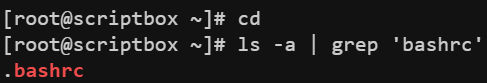 [root@scriptbox ~]# cd
[root@scriptbox ~]# ls -a | grep 'bashrc'
.bashrc